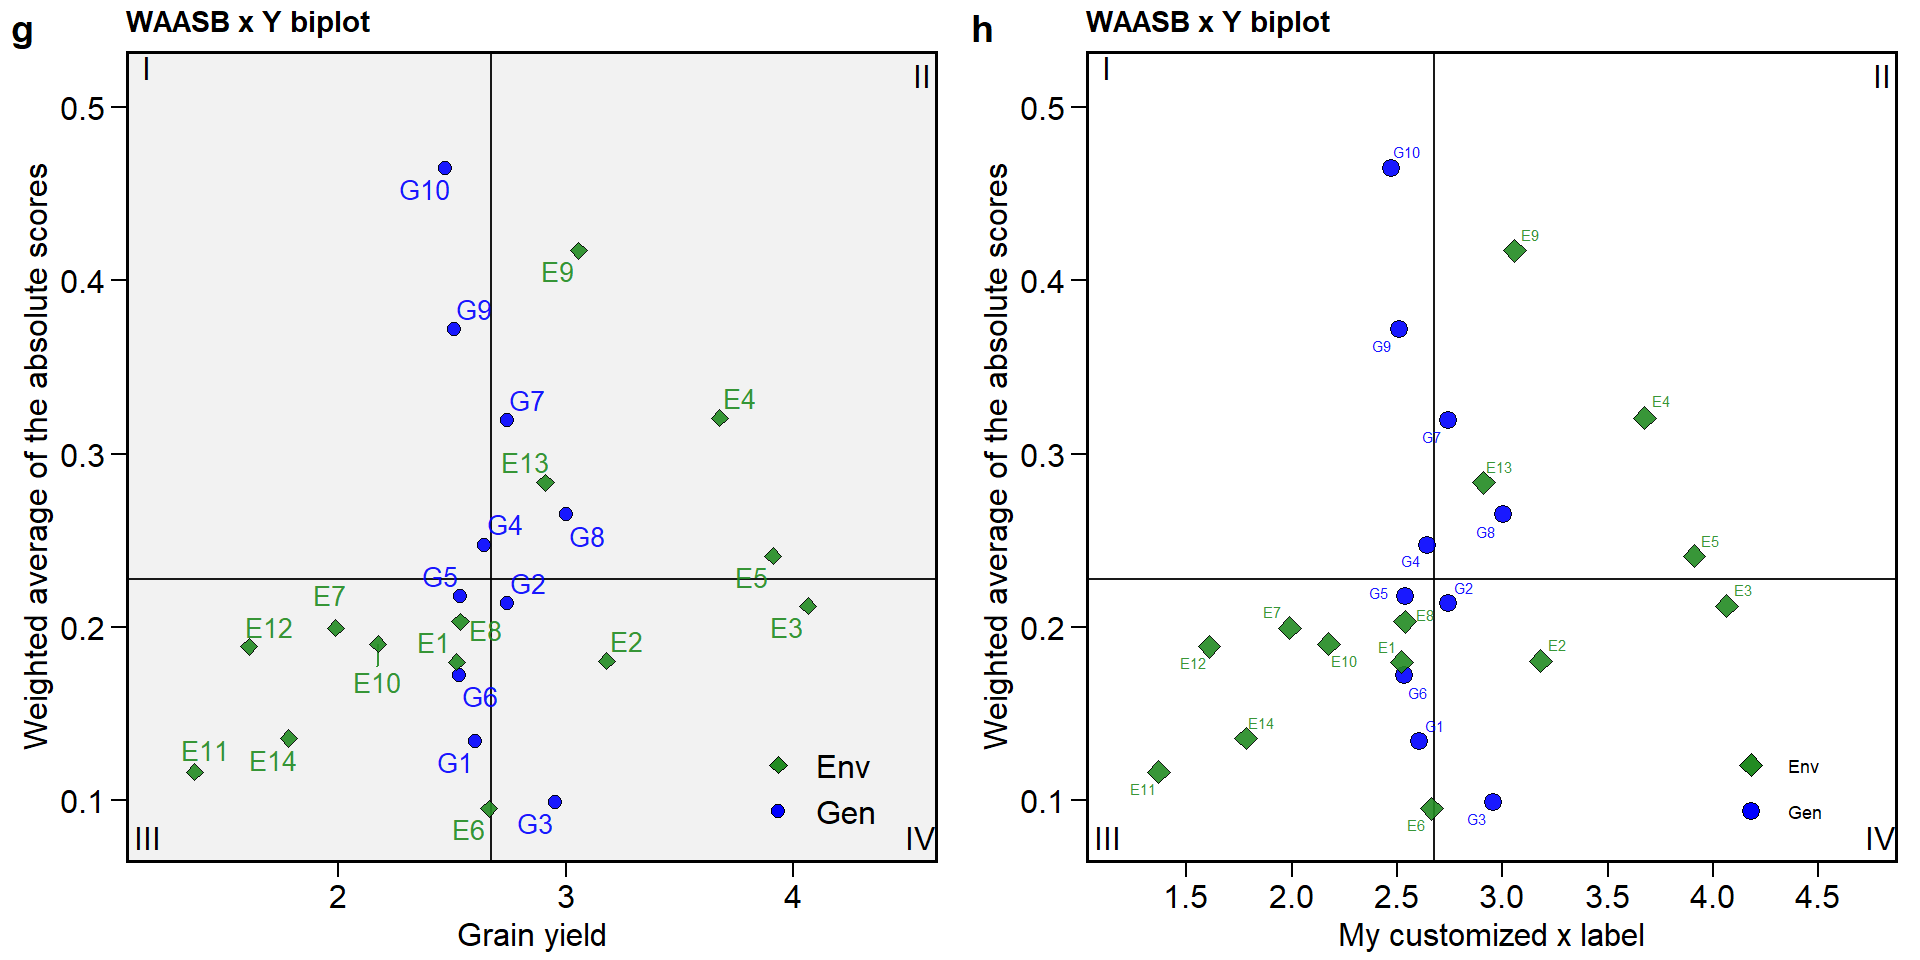 g
WAASB x Y biplot
Weighted average of the absolute scores
0.5
0.4
0.3
0.2
0.1
I
II
III
IV
G10
E9
G9
G7
E4
E13
G4
G8
E5
G5
G2
E7
E12
E1
E8
E2
E3
E10
G6
E11
E14
G1
E6
G3
Env
Gen
2
3
4
Grain yield
h
WAASB x Y biplot
Weighted average of the absolute scores
0.5
0.4
0.3
0.2
0.1
I
II
III
IV
G10
E9
G9
E4
G7
E13
G8
E5
G4
G5
G2
E3
E7
E8
E12
E10
E1
E2
G6
E14
G1
E11
E6
G3
Env
Gen
1.5
2.0
2.5
3.0
3.5
4.0
4.5
My customized x label